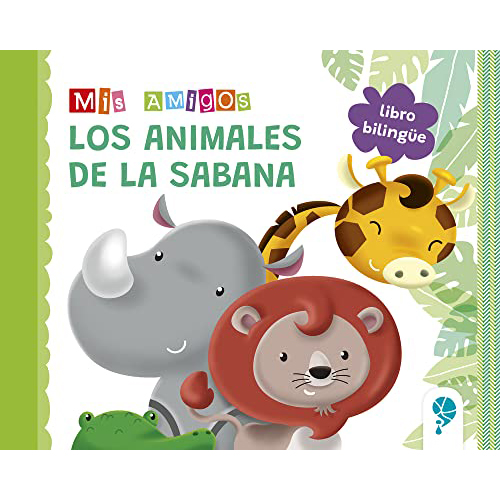 Mis AMIGOS
LOS ANIMALES
DE LA SABANA
libro
bilingüe